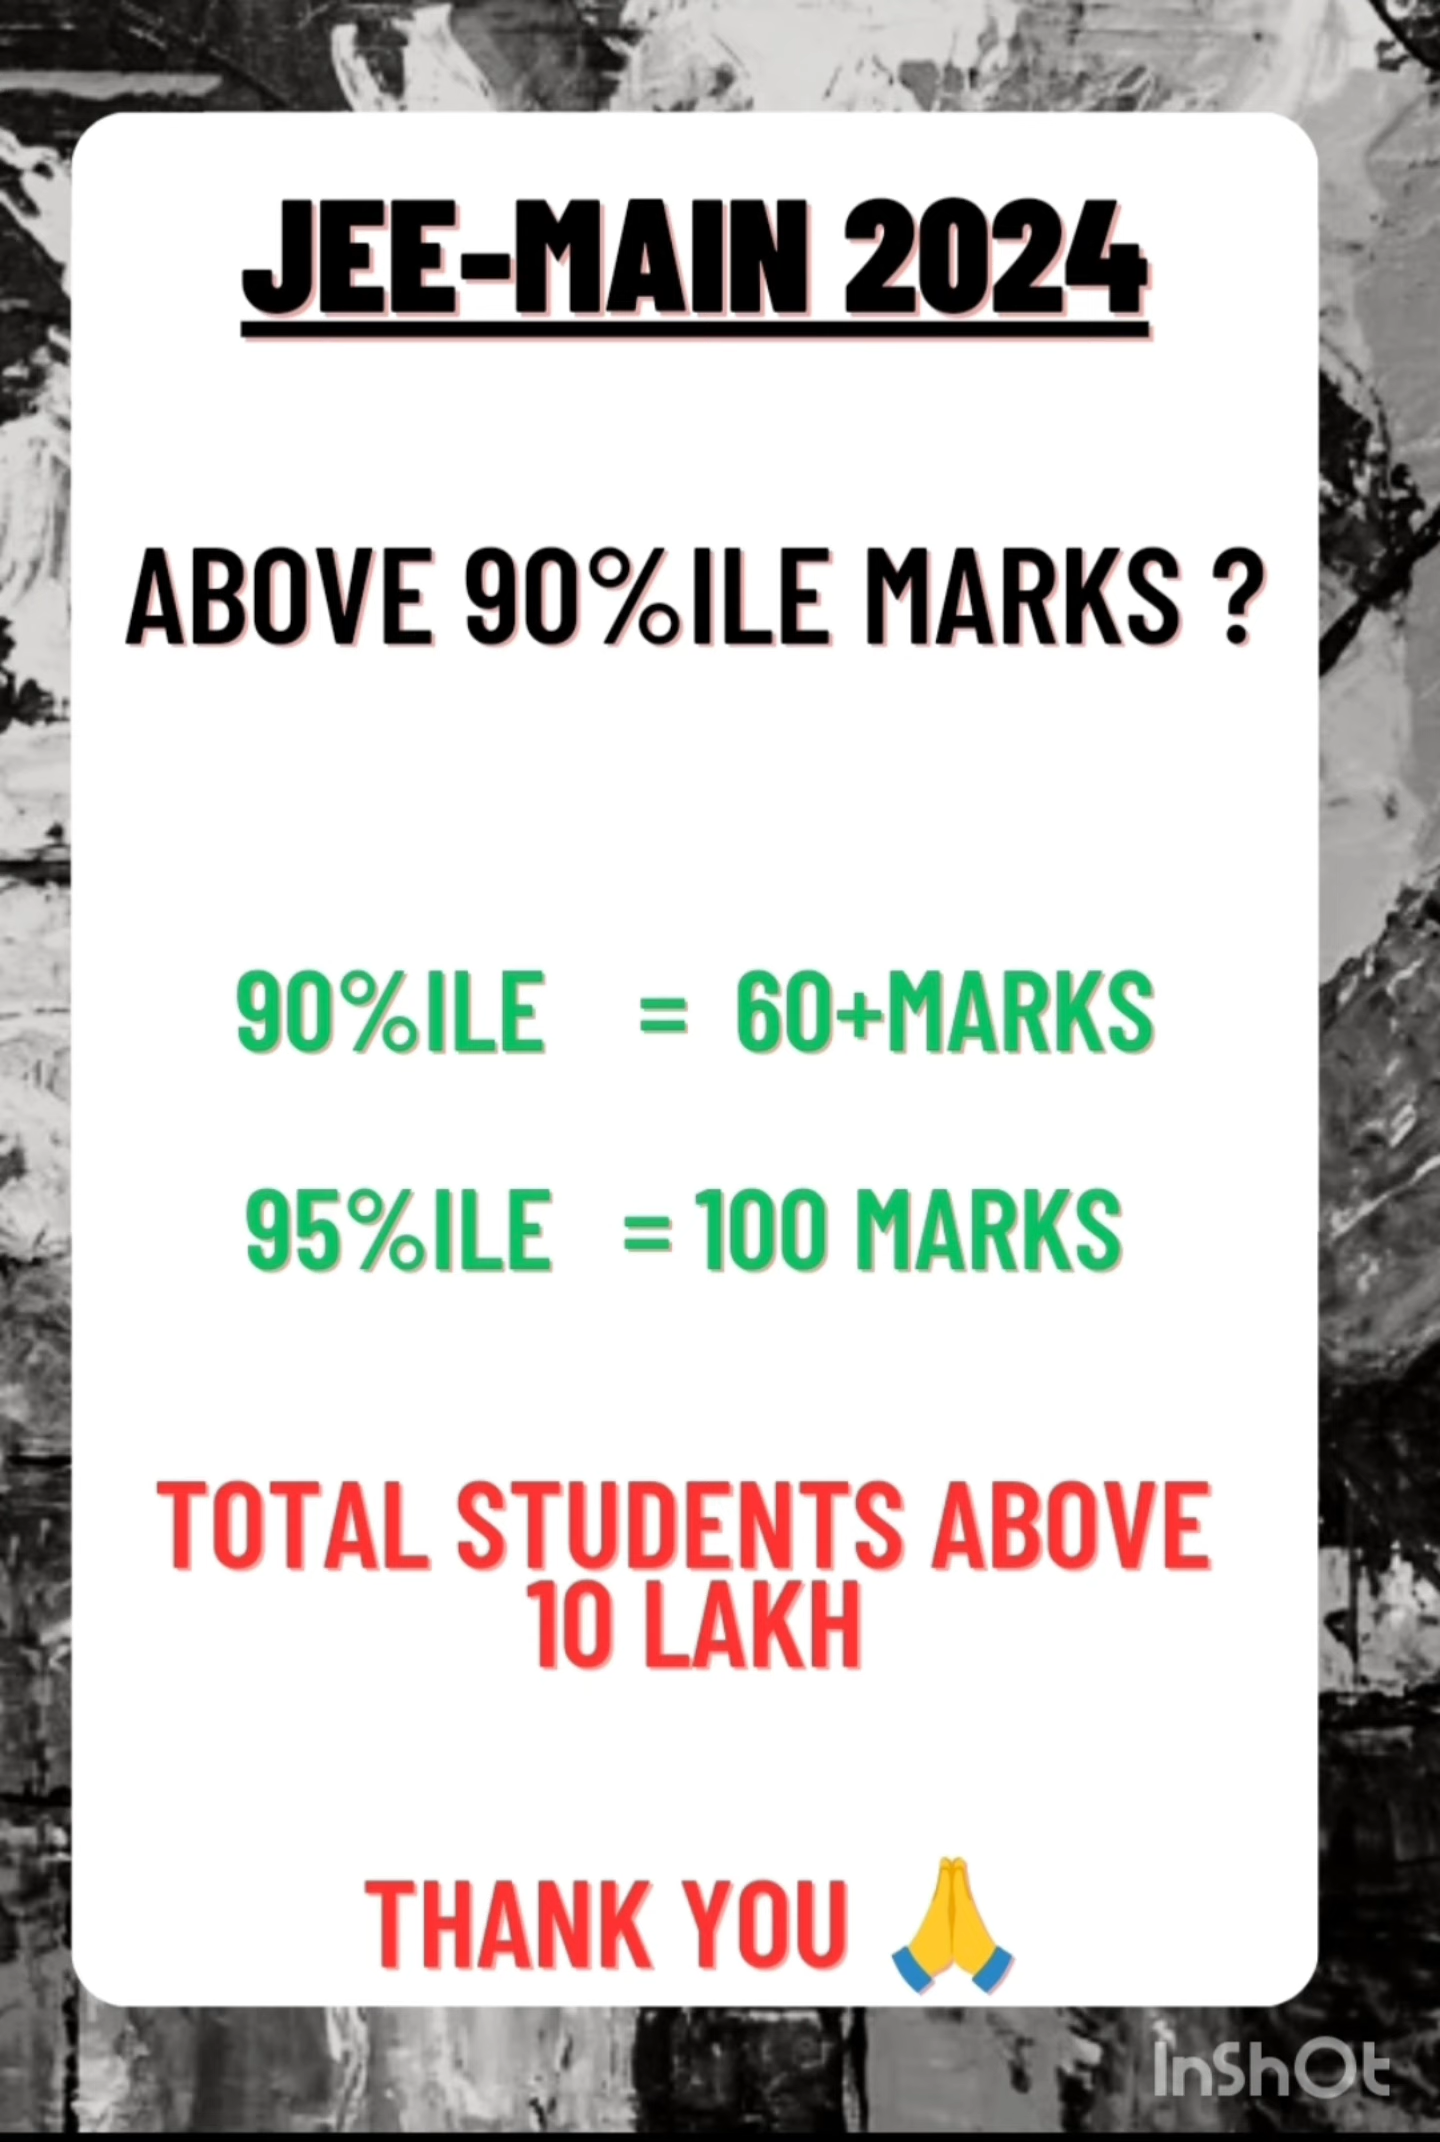 JEE-MAIN 2024
ABOVE 90%ILE MARKS ?
90%ILE = 60+MARKS
95%ILE = 100 MARKS
TOTAL STUDENTS ABOVE
10 LAKH
THANK YOU 🙏
InShOt